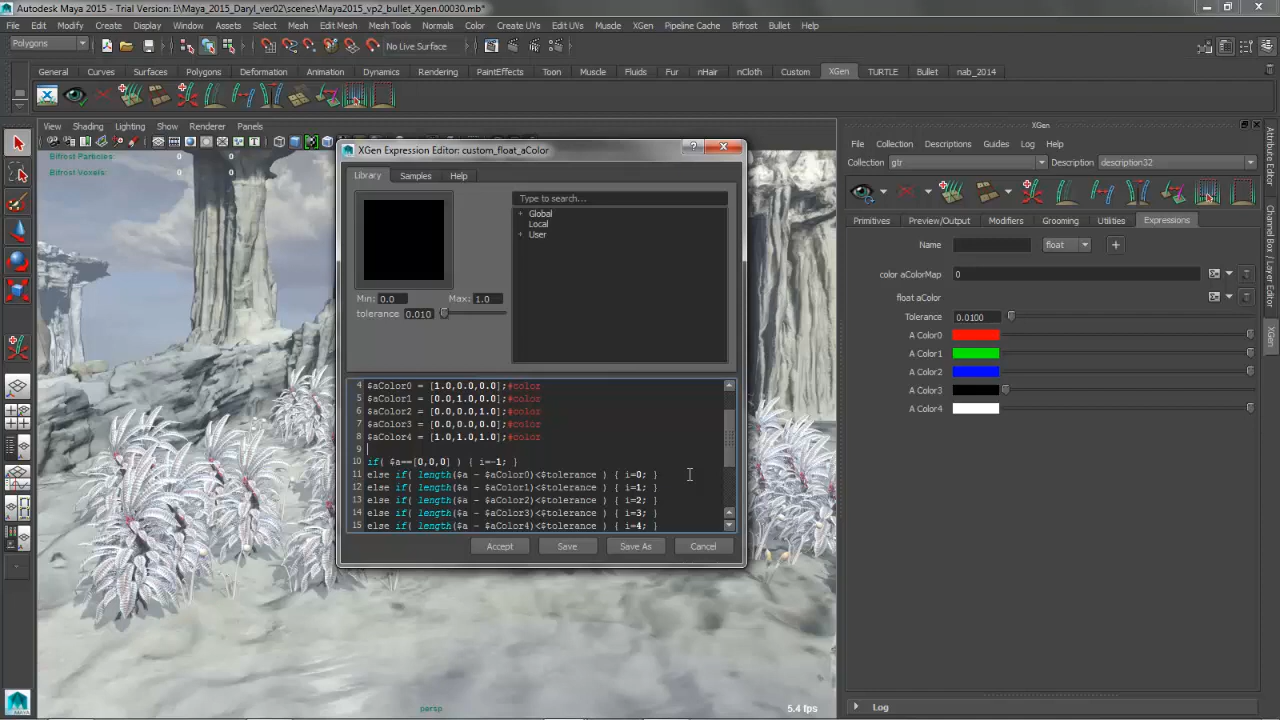 Autodesk Maya 2015 - Trial Version: I:\Maya_2015_Daryl_ver02\scenes\Maya2015_vp2_bullet_Xgen.00030.mb*
File Edit Modify Create Display Window Assets Select Mesh Edit Mesh Mesh Tools Normals Color Create UVs Edit UVs Muscle XGen Pipeline Cache Bifrost Bullet Help
Polygons No Live Surface
General Curves Surfaces Polygons Deformation Animation Dynamics Rendering PaintEffects Toon Muscle Fluids Fur nHair nCloth Custom XGen TURTLE Bullet nab_2014
View Shading Lighting Show Renderer Panels
Bifrost Particles: 0 0
Bifrost Voxels: 0 0
XGen Expression Editor: custom_float_aColor
Library Samples Help
Type to search...
Global
Local
User
Min: 0.0 Max: 1.0
tolerance: 0.010
4 $aColor0 = [1.0,0.0,0.0];#color
5 $aColor1 = [0.0,1.0,0.0];#color
6 $aColor2 = [0.0,0.0,1.0];#color
7 $aColor3 = [0.0,0.0,0.0];#color
8 $aColor4 = [1.0,1.0,1.0];#color
9
10 if( $a==[0,0,0] ) { i=-1; }
11 else if( length($a - $aColor0)<$tolerance ) { i=0; }
12 else if( length($a - $aColor1)<$tolerance ) { i=1; }
13 else if( length($a - $aColor2)<$tolerance ) { i=2; }
14 else if( length($a - $aColor3)<$tolerance ) { i=3; }
15 else if( length($a - $aColor4)<$tolerance ) { i=4; }
Accept Save Save As Cancel
persp
5.4 fps
XGen
File Collection Descriptions Guides Log Help
Collection gtr Description description32
Primitives Preview/Output Modifiers Grooming Utilities Expressions
Name float
color aColorMap 0
float aColor
Tolerance 0.0100
A Color0
A Color1
A Color2
A Color3
A Color4
Log
Attribute Editor
Channel Box / Layer Editor
XGen